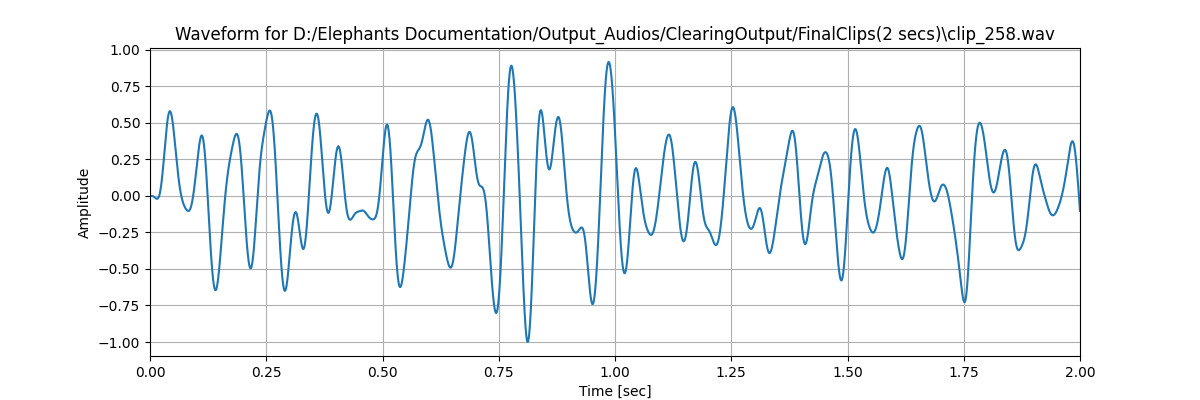 Waveform for D:/Elephants Documentation/Output_Audios/ClearingOutput/FinalClips(2 secs)\clip_258.wav
1.00
0.75
0.50
0.25
0.00
−0.25
−0.50
−0.75
−1.00
Amplitude
0.00 0.25 0.50 0.75 1.00 1.25 1.50 1.75 2.00
Time [sec]